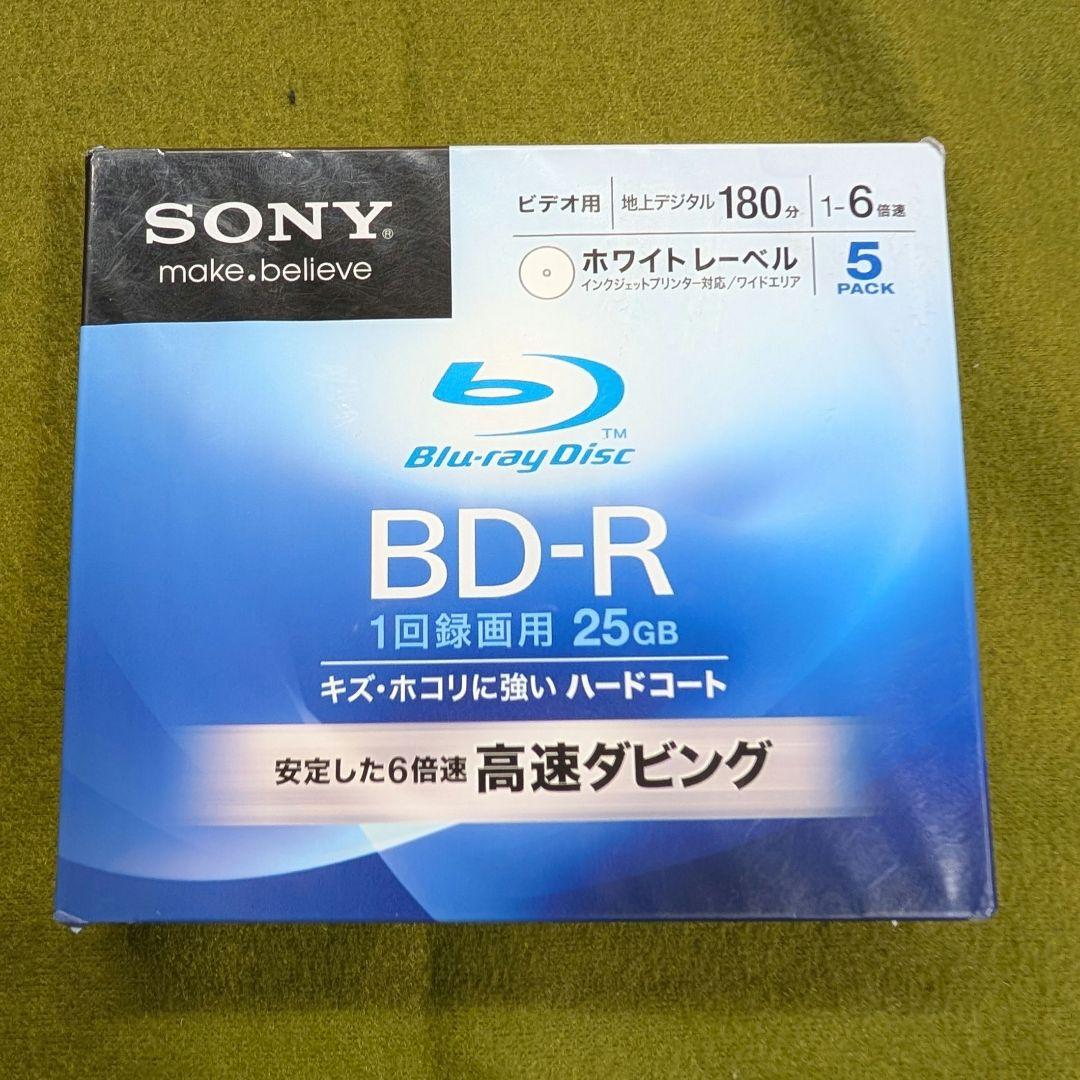 SONY®
make.believe
ビデオ用 地上デジタル 180分 1-6倍速
ホワイトレーベル
インクジェットプリンター対応/ワイドエリア
5
PACK
Blu-ray Disc™
BD-R
1回録画用 25GB
キズ・ホコリに強い ハードコート
安定した6倍速 高速ダビング